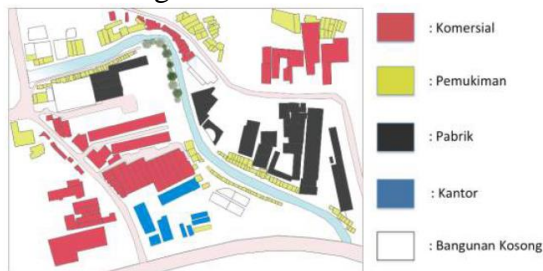 : Komersial
: Pemukiman
: Pabrik
: Kantor
: Bangunan Kosong